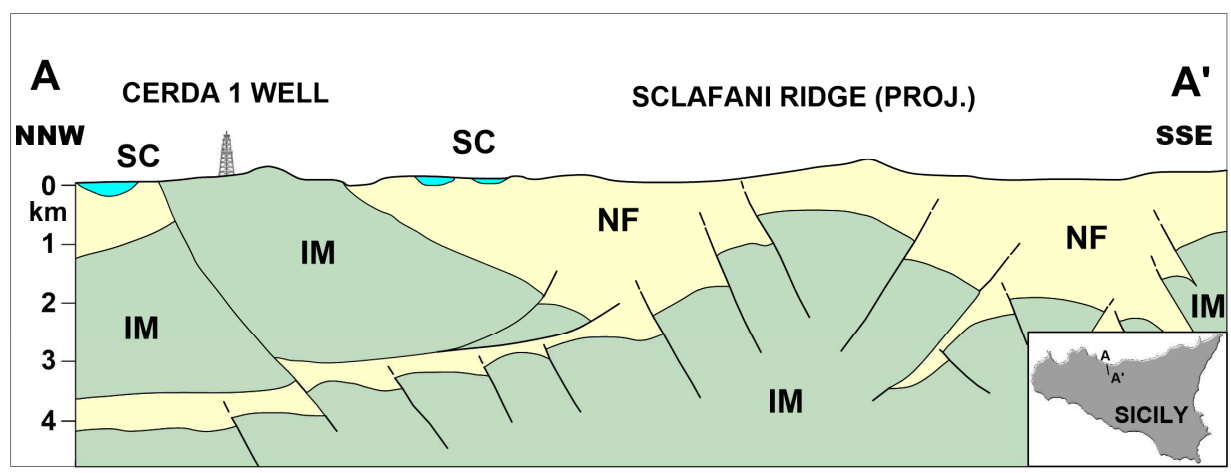 A
CERDA 1 WELL
SCLAFANI RIDGE (PROJ.)
A'
NNW
SSE
SC
SC
0
km
NF
1
IM
NF
2
IM
IM
3
A
A'
IM
SICILY
4